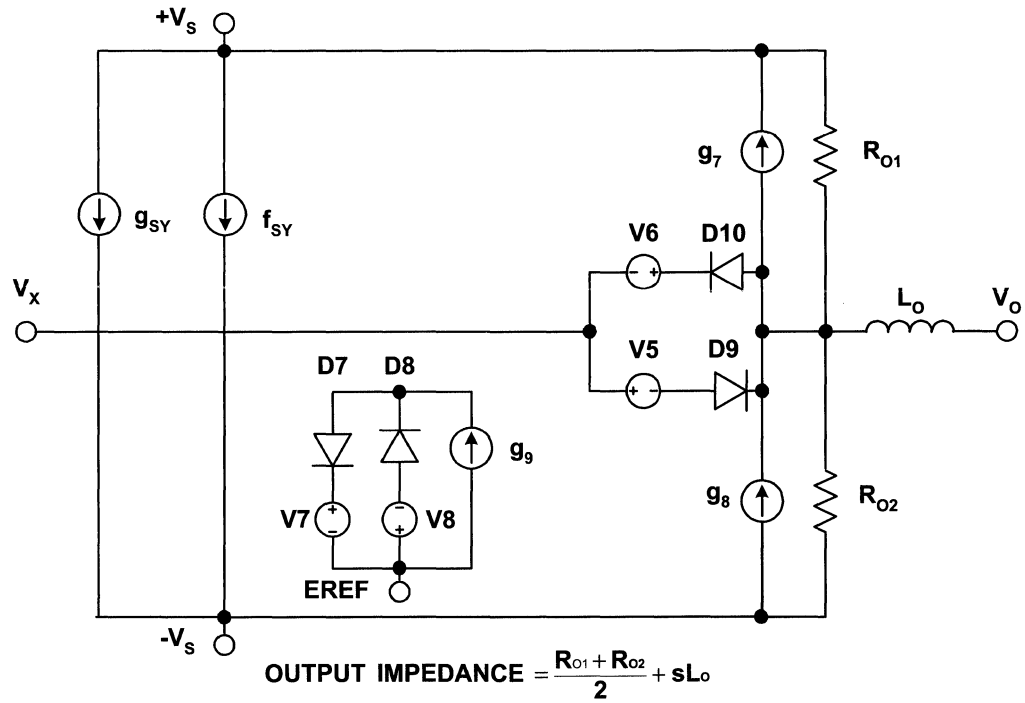 +VS
g7
RO1
gSY
fSY
V6
D10
VX
LO
VO
V5
D9
D7
D8
g9
g8
RO2
V7
V8
EREF
-VS
OUTPUT IMPEDANCE = (RO1 + RO2) / 2 + sLO